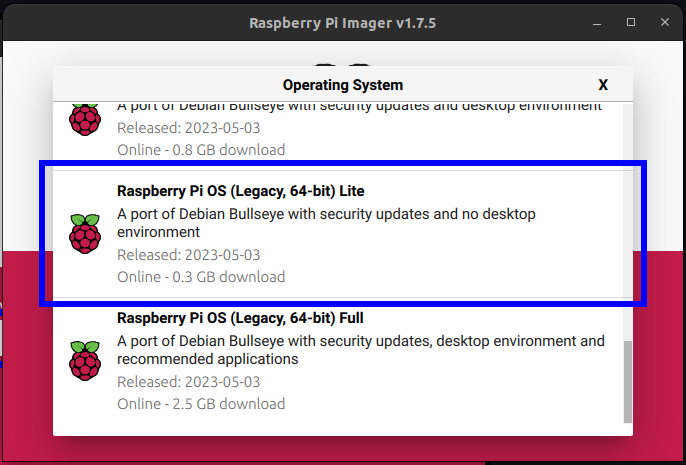 Raspberry Pi Imager v1.7.5
Operating System
X
A port of Debian Bullseye with security updates and desktop environment
Released: 2023-05-03
Online - 0.8 GB download
Raspberry Pi OS (Legacy, 64-bit) Lite
A port of Debian Bullseye with security updates and no desktop
environment
Released: 2023-05-03
Online - 0.3 GB download
Raspberry Pi OS (Legacy, 64-bit) Full
A port of Debian Bullseye with security updates, desktop environment and
recommended applications
Released: 2023-05-03
Online - 2.5 GB download